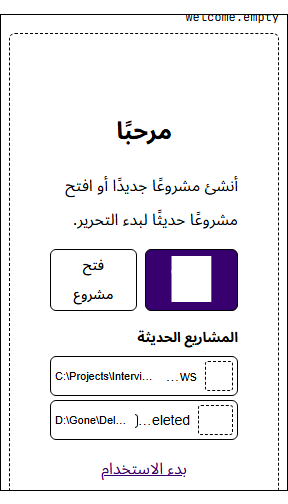 welcome.empty
مرحبًا
أنشئ مشروعًا جديدًا أو افتح
مشروعًا حديثًا لبدء التحرير.
فتح
مشروع
المشاريع الحديثة
...ws
C:\Projects\Intervi...
(...eleted
D:\Gone\Del...
بدء الاستخدام